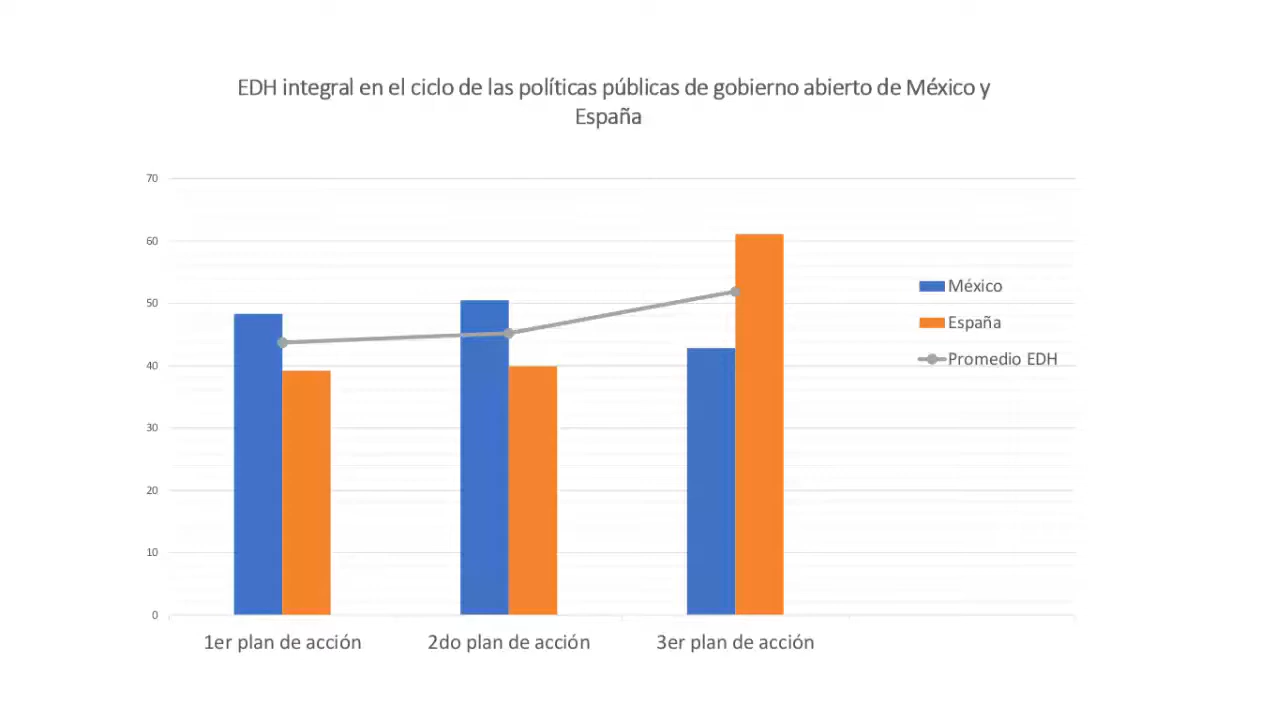 EDH integral en el ciclo de las políticas públicas de gobierno abierto de México y
España
70
60
50
40
30
20
10
0
México
España
Promedio EDH
1er plan de acción
2do plan de acción
3er plan de acción